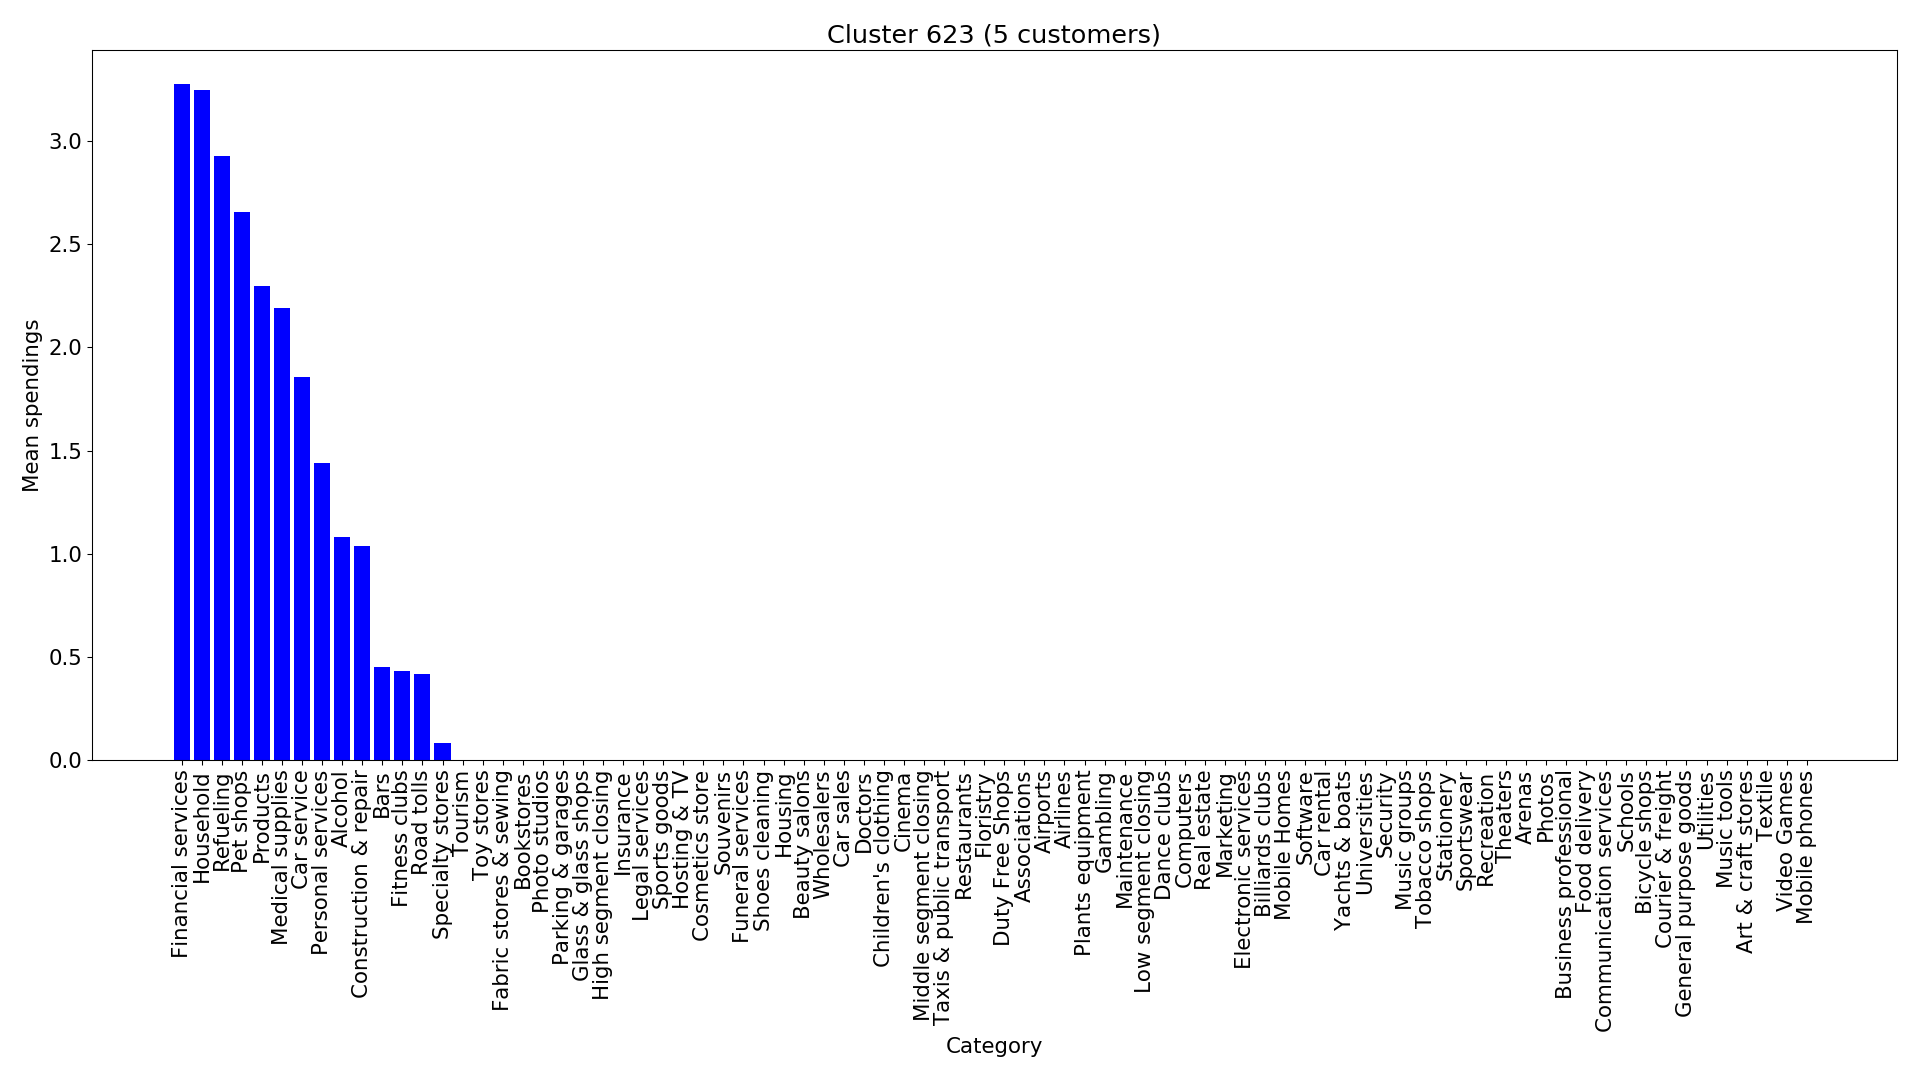 Cluster 623 (5 customers)
Mean spendings
3.0
2.5
2.0
1.5
1.0
0.5
0.0
Financial services
Household
Refueling
Pet shops
Products
Medical supplies
Car service
Personal services
Alcohol
Construction & repair
Bars
Fitness clubs
Road tolls
Specialty stores
Tourism
Toy stores
Fabric stores & sewing
Bookstores
Photo studios
Parking & garages
Glass & glass shops
High segment closing
Insurance
Legal services
Sports goods
Hosting & TV
Cosmetics store
Souvenirs
Funeral services
Shoes cleaning
Housing
Beauty salons
Wholesalers
Car sales
Doctors
Children's clothing
Cinema
Middle segment closing
Taxis & public transport
Restaurants
Floristry
Duty Free Shops
Associations
Airports
Airlines
Plants equipment
Gambling
Maintenance
Low segment closing
Dance clubs
Computers
Real estate
Marketing
Electronic services
Billiards clubs
Mobile Homes
Software
Car rental
Yachts & boats
Universities
Security
Music groups
Tobacco shops
Stationery
Sportswear
Recreation
Theaters
Arenas
Photos
Business professional
Food delivery
Communication services
Schools
Bicycle shops
Courier & freight
General purpose goods
Utilities
Music tools
Art & craft stores
Textile
Video Games
Mobile phones
Category